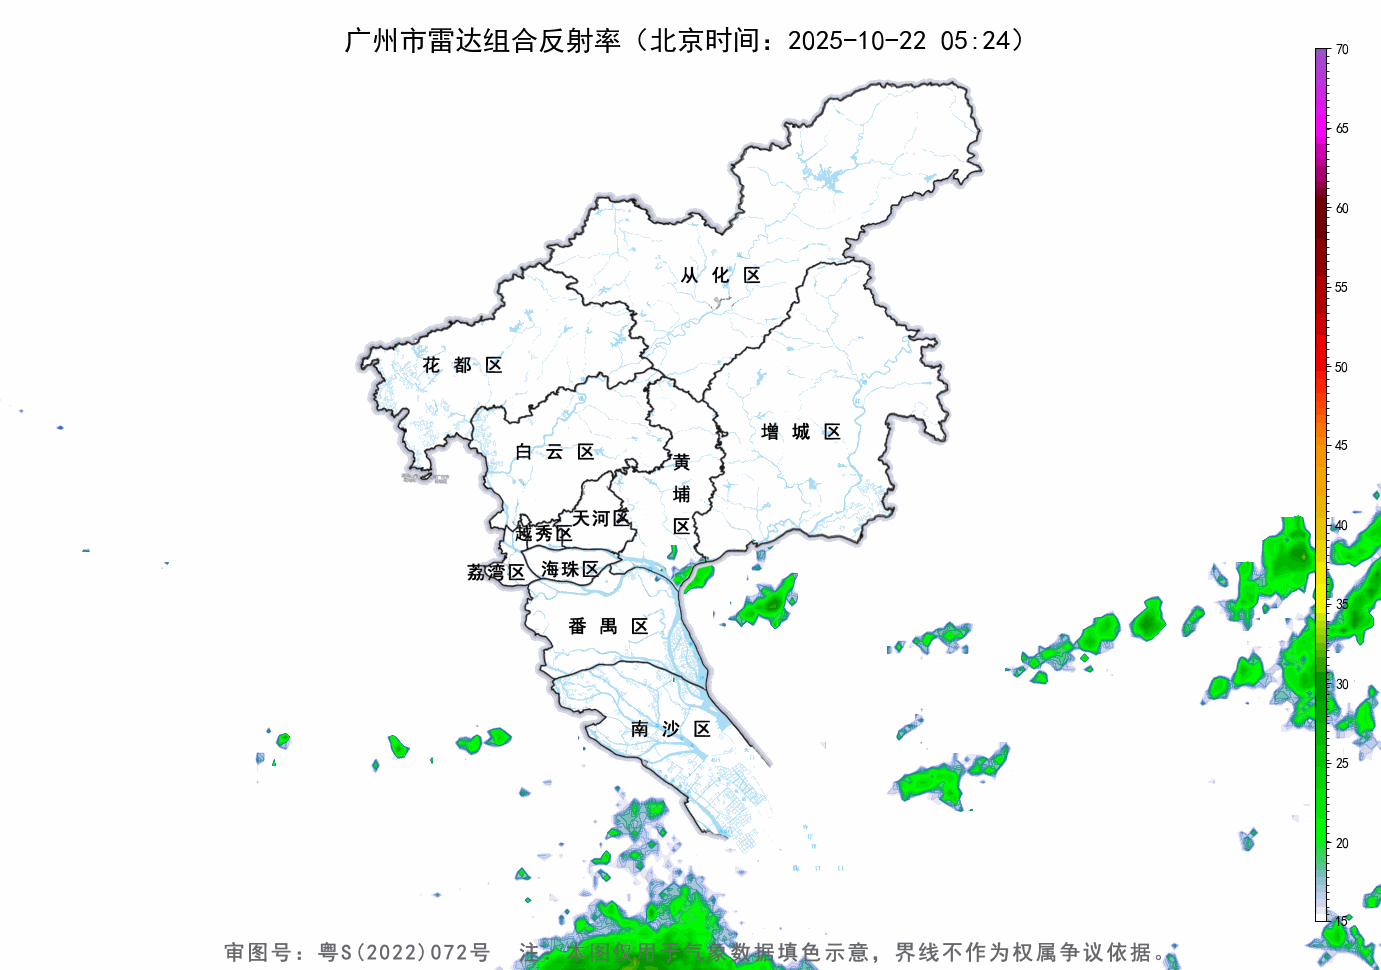 广州市雷达组合反射率（北京时间：2025-10-22 05:24）
70
65
60
55
50
45
40
35
30
25
20
15
从化区
花都区
增城区
白云区
黄埔区
天河区
越秀区
荔湾区
海珠区
番禺区
南沙区
审图号：粤S(2022)072号 注：本图仅用于气象数据填色示意，界线不作为权属争议依据。